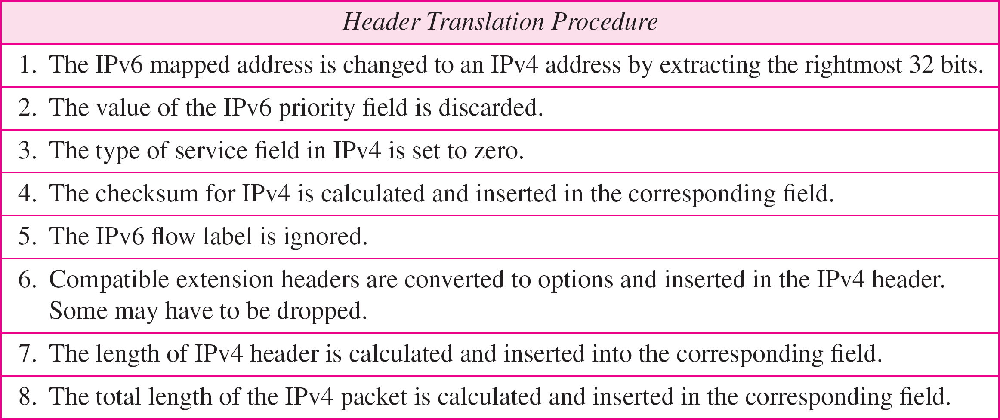 Header Translation Procedure
1. The IPv6 mapped address is changed to an IPv4 address by extracting the rightmost 32 bits.
2. The value of the IPv6 priority field is discarded.
3. The type of service field in IPv4 is set to zero.
4. The checksum for IPv4 is calculated and inserted in the corresponding field.
5. The IPv6 flow label is ignored.
6. Compatible extension headers are converted to options and inserted in the IPv4 header.
Some may have to be dropped.
7. The length of IPv4 header is calculated and inserted into the corresponding field.
8. The total length of the IPv4 packet is calculated and inserted in the corresponding field.